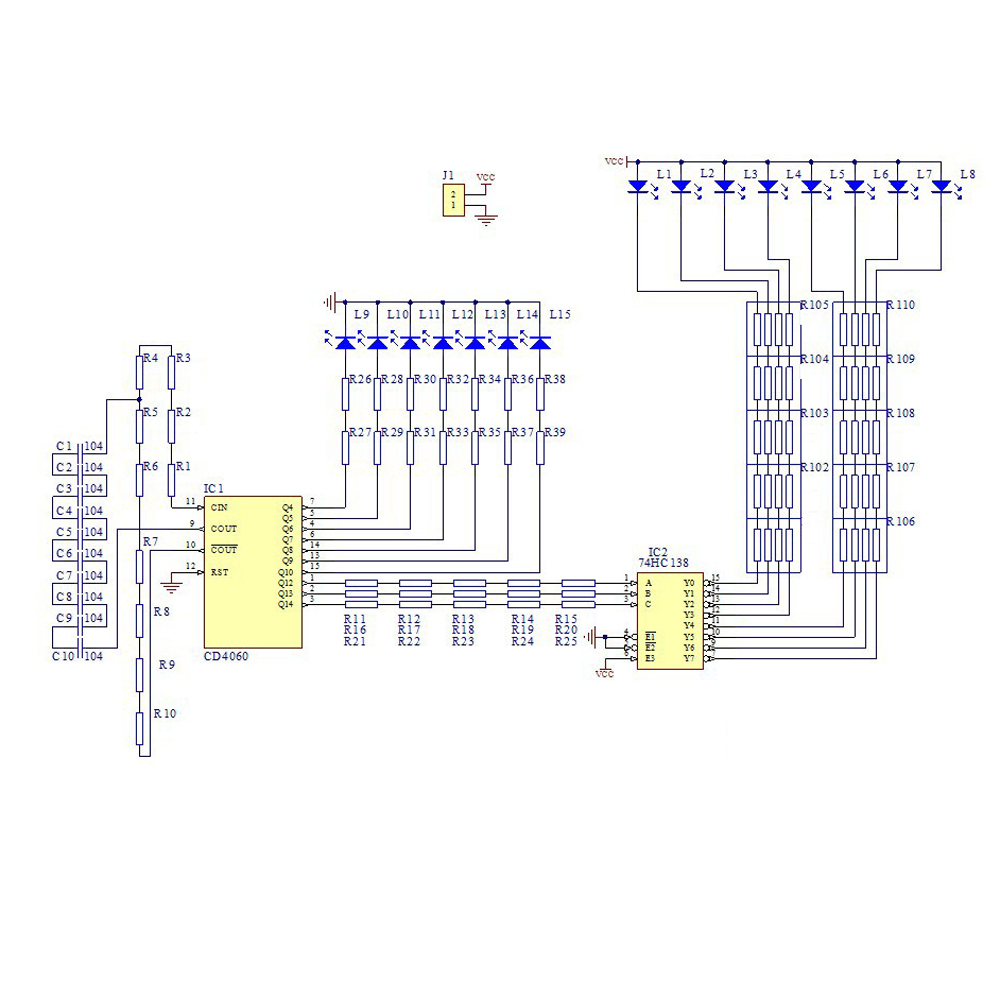 VCC
L1 L2 L3 L4 L5 L6 L7 L8
J1 VCC
2
1
R105 R110
R104 R109
R103 R108
R102 R107
R106
L9 L10 L11 L12 L13 L14 L15
R26 R28 R30 R32 R34 R36 R38
R27 R29 R31 R33 R35 R37 R39
R4 R3
R5 R2
R6 R1
R7
R8
R9
R10
C1 104
C2 104
C3 104
C4 104
C5 104
C6 104
C7 104
C8 104
C9 104
C10 104
IC1
11 CIN Q4 7
Q5 5
9 COUT Q6 4
Q7 6
10 COUT Q8 14
Q9 13
12 RST Q10 15
Q12 1
Q13 2
Q14 3
CD4060
R11 R12 R13 R14 R15
R16 R17 R18 R19 R20
R21 R22 R23 R24 R25
IC2
74HC138
1 A Y0 15
2 B Y1 14
3 C Y2 13
Y3 12
Y4 11
4 E1 Y5 10
E2 Y6
6 E3 Y7
VCC